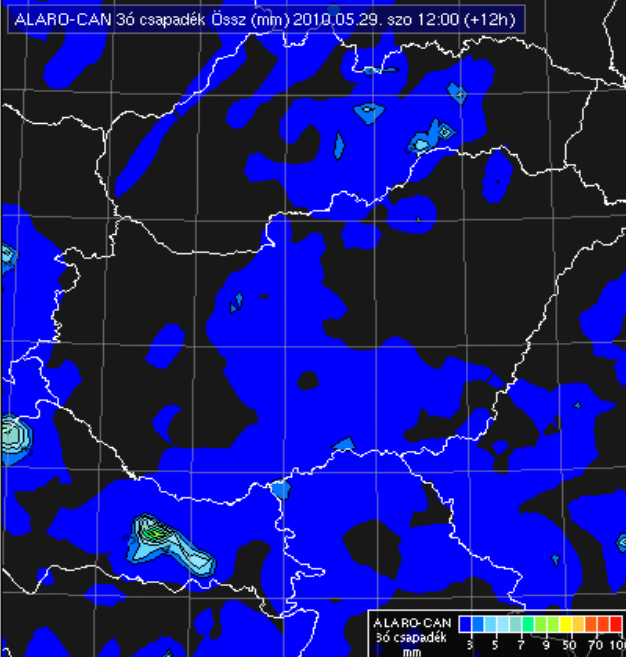 ALARO-CAN 3ó csapadék Össz (mm) 2010.05.29. szo 12:00 (+12h)
ALARO-CAN
3ó csapadék
mm
3 5 7 9 50 70 100